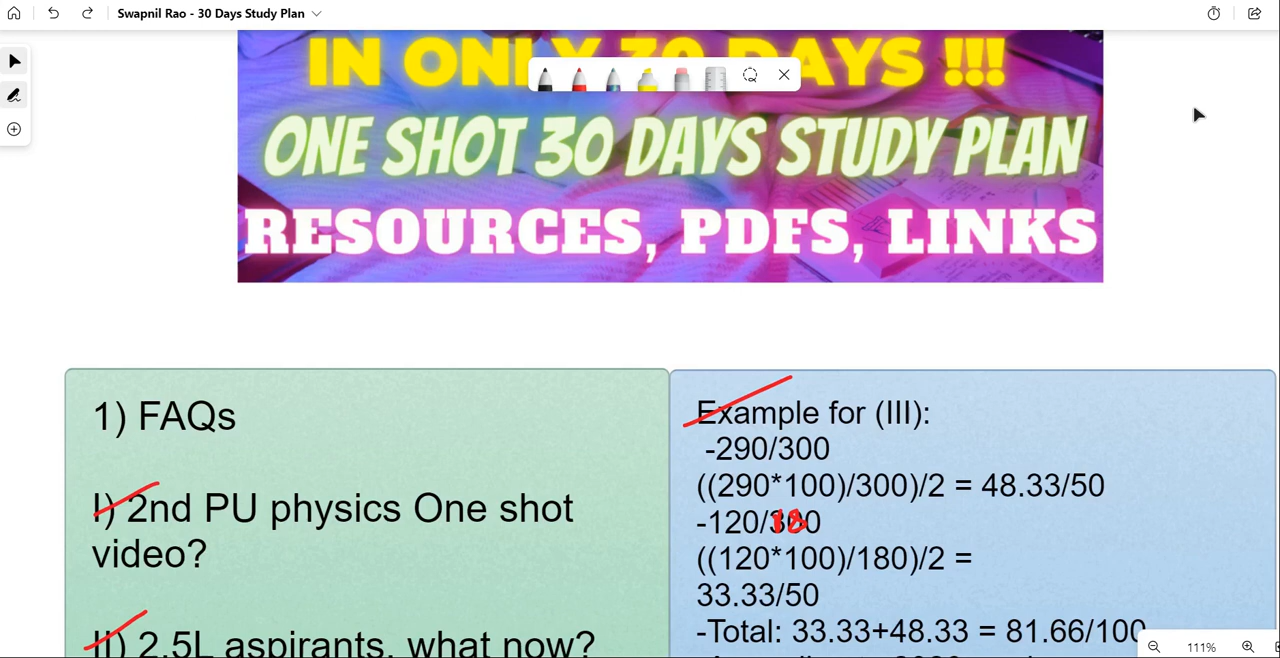 Swapnil Rao - 30 Days Study Plan
IN ONLY 30 DAYS !!!
ONE SHOT 30 DAYS STUDY PLAN
RESOURCES, PDFS, LINKS
1) FAQs
I) 2nd PU physics One shot
video?
II) 2.5L aspirants, what now?
Example for (III):
-290/300
((290*100)/300)/2 = 48.33/50
-120/180
((120*100)/180)/2 =
33.33/50
-Total: 33.33+48.33 = 81.66/100
111%